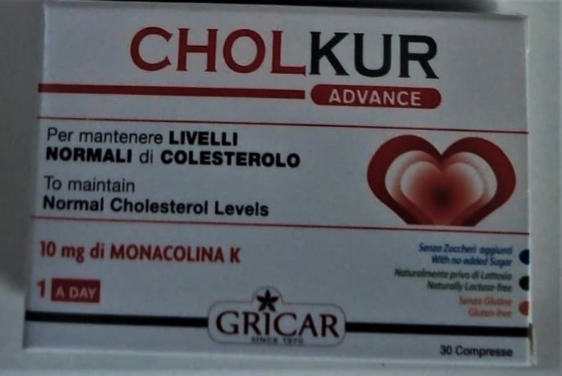 CHOLKUR
ADVANCE
Per mantenere LIVELLI
NORMALI di COLESTEROLO
To maintain
Normal Cholesterol Levels
10 mg di MONACOLINA K
1 A DAY
Senza Zuccheri aggiunti
With no added Sugar
Naturalmente privo di Lattosio
Naturally Lactose-free
Senza Glutine
Gluten-free
GRICAR
SINCE 1970
30 Compresse